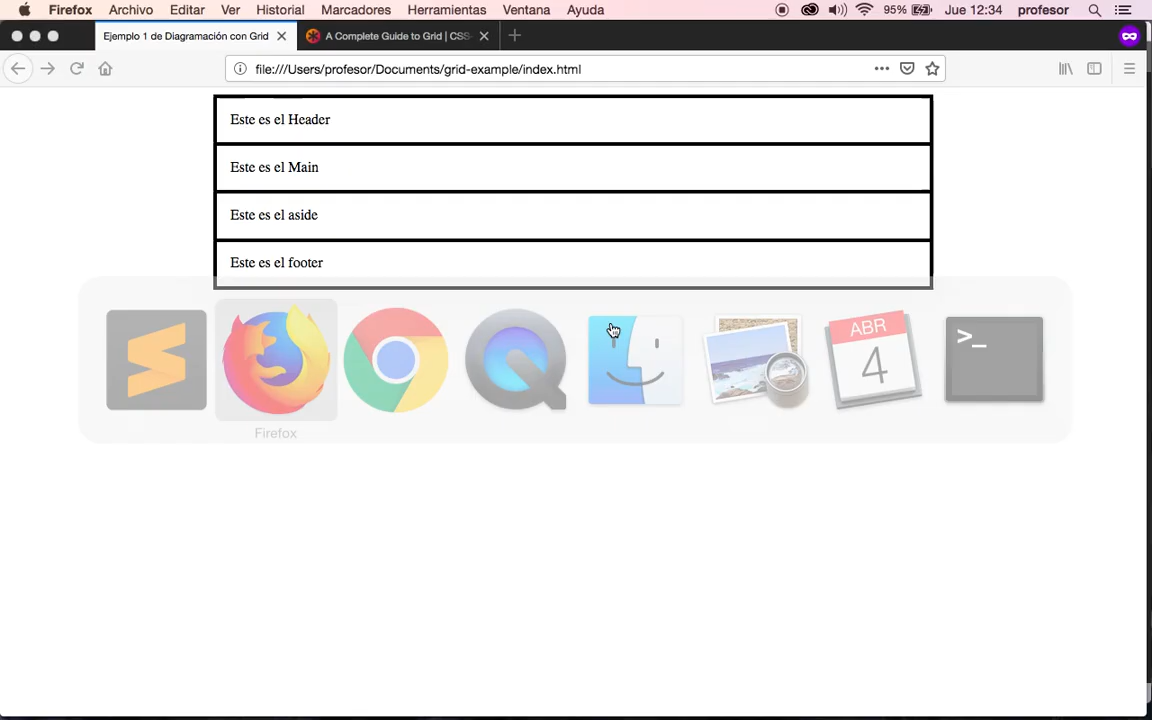 Firefox Archivo Editar Ver Historial Marcadores Herramientas Ventana Ayuda 95% Jue 12:34 profesor
Ejemplo 1 de Diagramación con Grid A Complete Guide to Grid | CSS-
file:///Users/profesor/Documents/grid-example/index.html
Este es el Header
Este es el Main
Este es el aside
Este es el footer
ABR
4
>_
Firefox